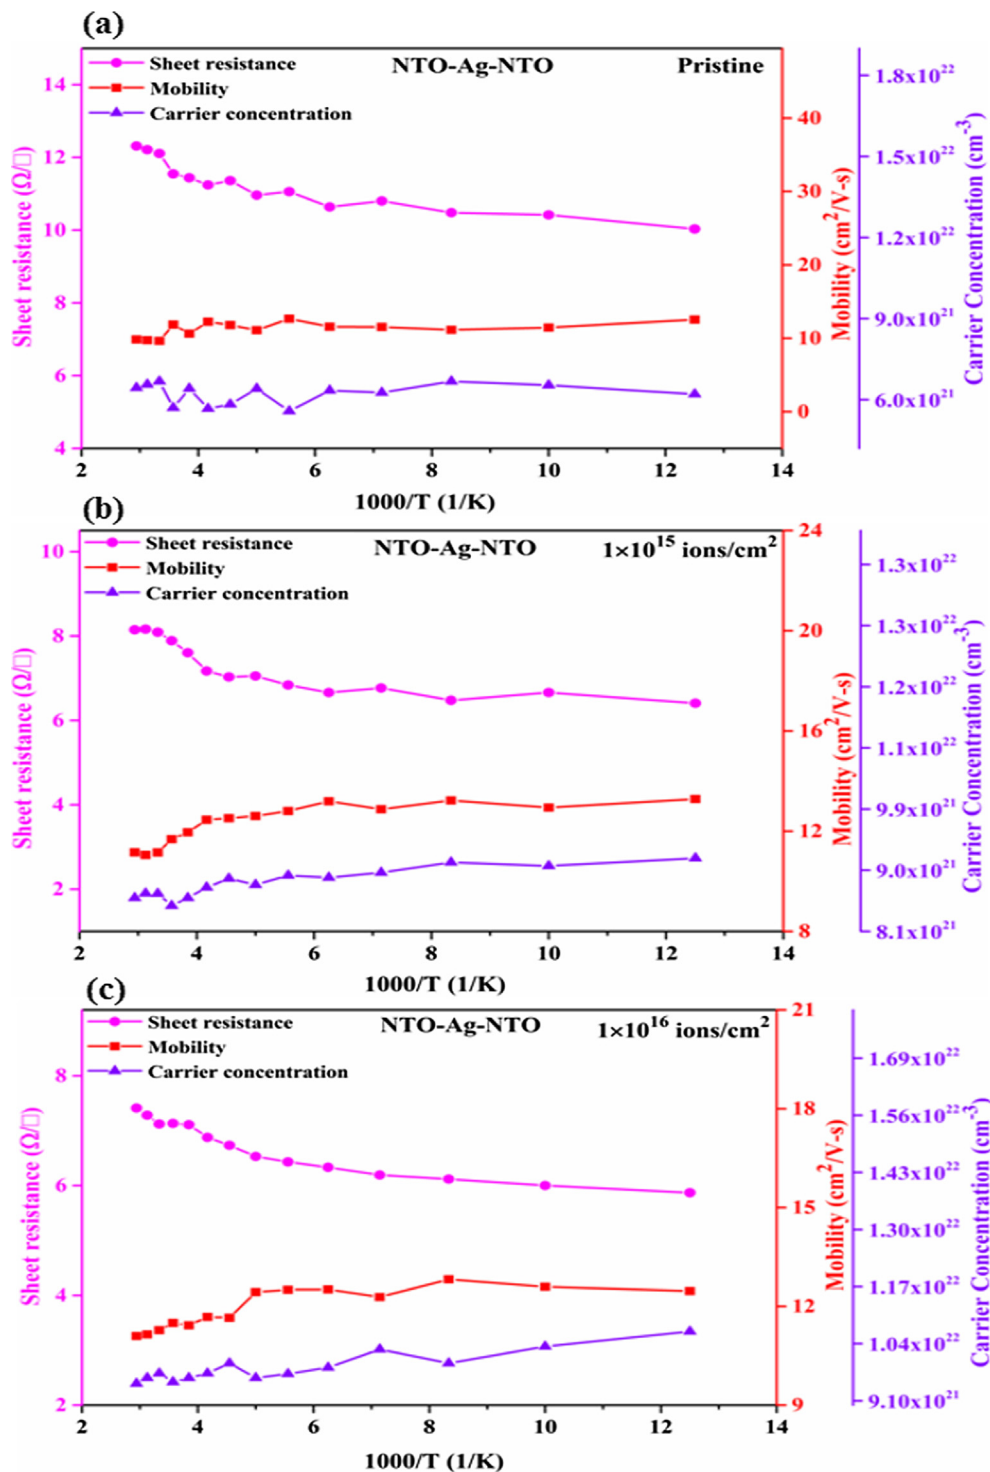 (a)
Sheet resistance
Mobility
Carrier concentration
NTO-Ag-NTO
Pristine
14
12
10
8
6
4
Sheet resistance (Ω/□)
40
30
20
10
0
Mobility (cm²/V-s)
1.8x10²²
1.5x10²²
1.2x10²²
9.0x10²¹
6.0x10²¹
Carrier Concentration (cm⁻³)
2 4 6 8 10 12 14
1000/T (1/K)
(b)
Sheet resistance
Mobility
Carrier concentration
NTO-Ag-NTO
1×10¹⁵ ions/cm²
10
8
6
4
2
Sheet resistance (Ω/□)
24
20
16
12
8
Mobility (cm²/V-s)
1.3x10²²
1.3x10²²
1.2x10²²
1.1x10²²
9.9x10²¹
9.0x10²¹
8.1x10²¹
Carrier Concentration (cm⁻³)
2 4 6 8 10 12 14
1000/T (1/K)
(c)
Sheet resistance
Mobility
Carrier concentration
NTO-Ag-NTO
1×10¹⁶ ions/cm²
8
6
4
2
Sheet resistance (Ω/□)
21
18
15
12
9
Mobility (cm²/V-s)
1.69x10²²
1.56x10²²
1.43x10²²
1.30x10²²
1.17x10²²
1.04x10²²
9.10x10²¹
Carrier Concentration (cm⁻³)
2 4 6 8 10 12 14
1000/T (1/K)